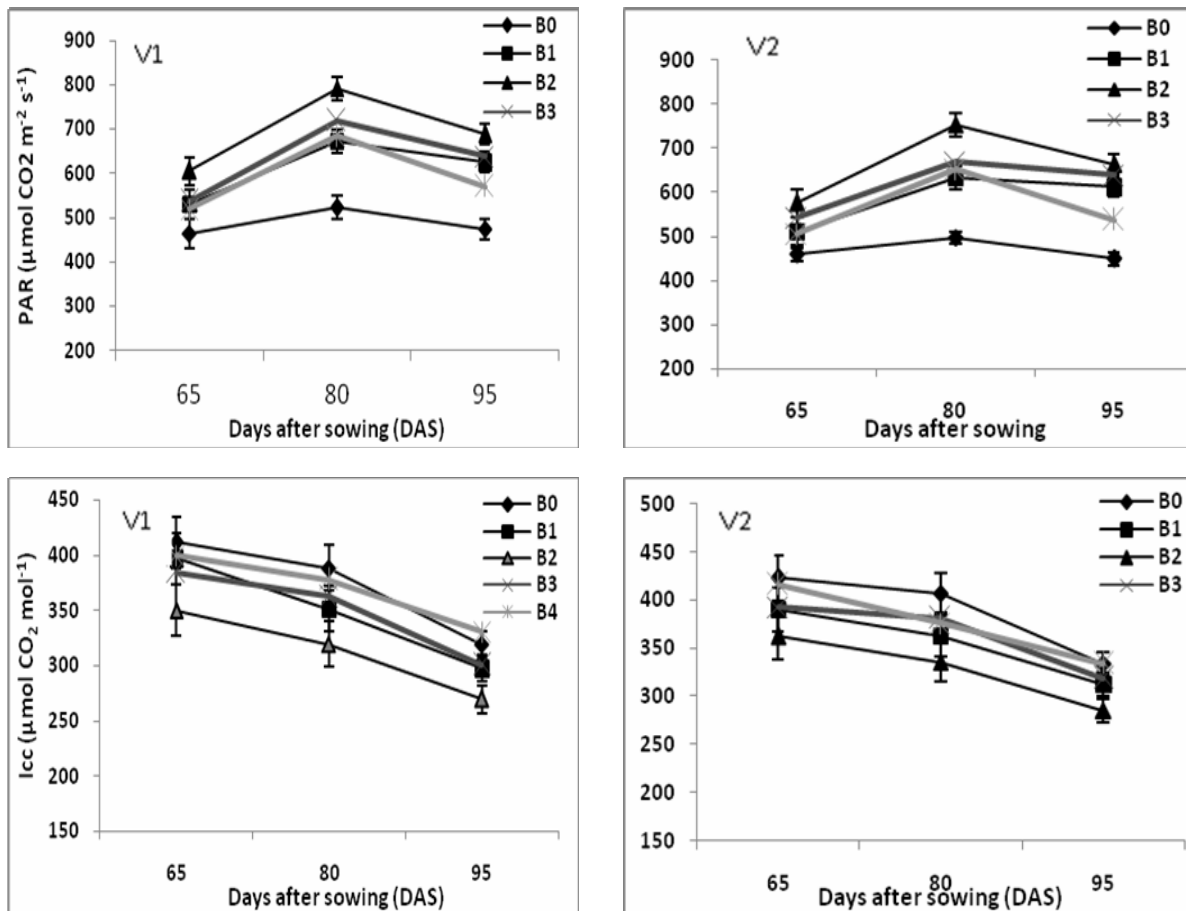 V1
B0
B1
B2
B3
PAR (µmol CO2 m⁻² s⁻¹)
900
800
700
600
500
400
300
200
65 80 95
Days after sowing (DAS)
V2
B0
B1
B2
B3
900
800
700
600
500
400
300
200
65 80 95
Days after sowing
V1
B0
B1
B2
B3
B4
Icc (µmol CO₂ mol⁻¹)
450
400
350
300
250
200
150
65 80 95
Days after sowing (DAS)
V2
B0
B1
B2
B3
500
450
400
350
300
250
200
150
65 80 95
Days after sowing (DAS)